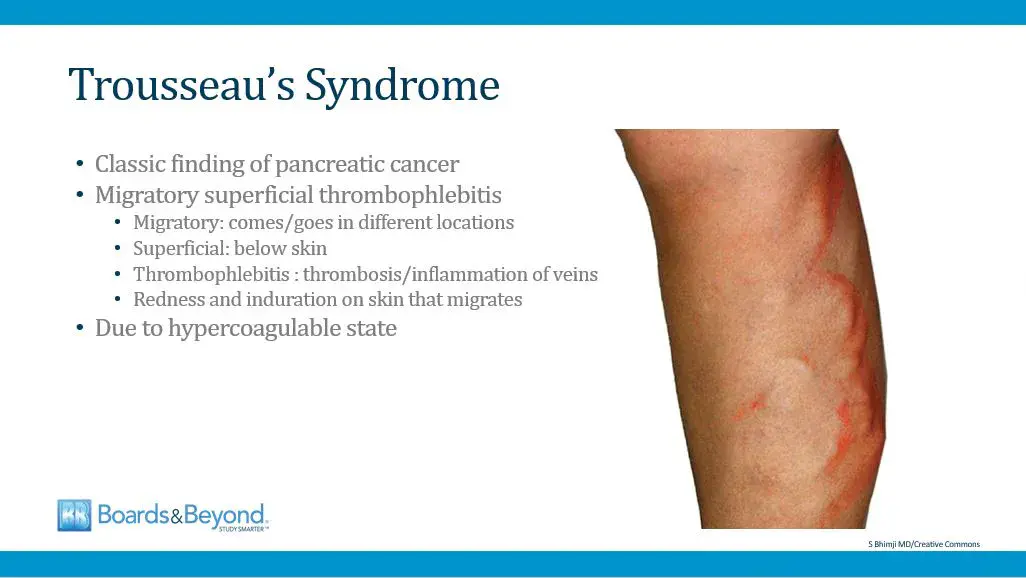 Trousseau's Syndrome
• Classic finding of pancreatic cancer
• Migratory superficial thrombophlebitis
• Migratory: comes/goes in different locations
• Superficial: below skin
• Thrombophlebitis : thrombosis/inflammation of veins
• Redness and induration on skin that migrates
• Due to hypercoagulable state
BB Boards&Beyond.
STUDY SMARTER™
S Bhimji MD/Creative Commons